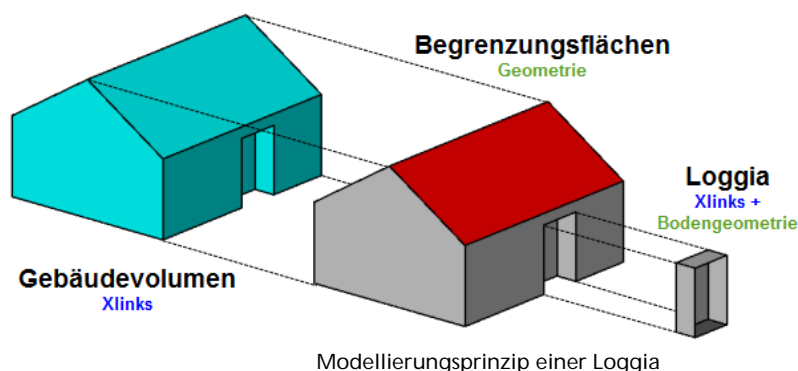 Begrenzungsflächen
Geometrie
Loggia
Xlinks +
Bodengeometrie
Gebäudevolumen
Xlinks
Modellierungsprinzip einer Loggia